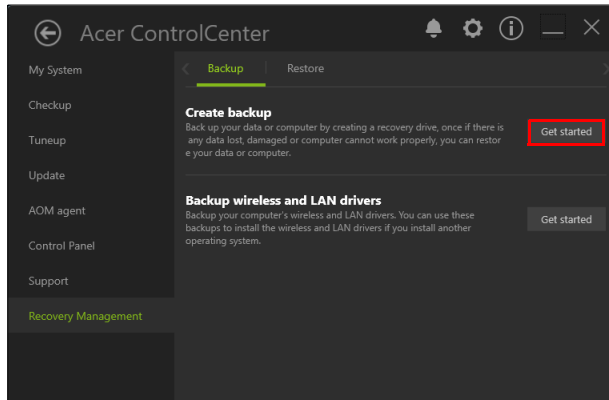 Acer ControlCenter
My System
Checkup
Tuneup
Update
AOM agent
Control Panel
Support
Recovery Management
Backup
Restore
Create backup
Back up your data or computer by creating a recovery drive, once if there is
any data lost, damaged or computer cannot work properly, you can restor
e your data or computer.
Get started
Backup wireless and LAN drivers
Backup your computer's wireless and LAN drivers. You can use these
backups to install the wireless and LAN drivers if you install another
operating system.
Get started